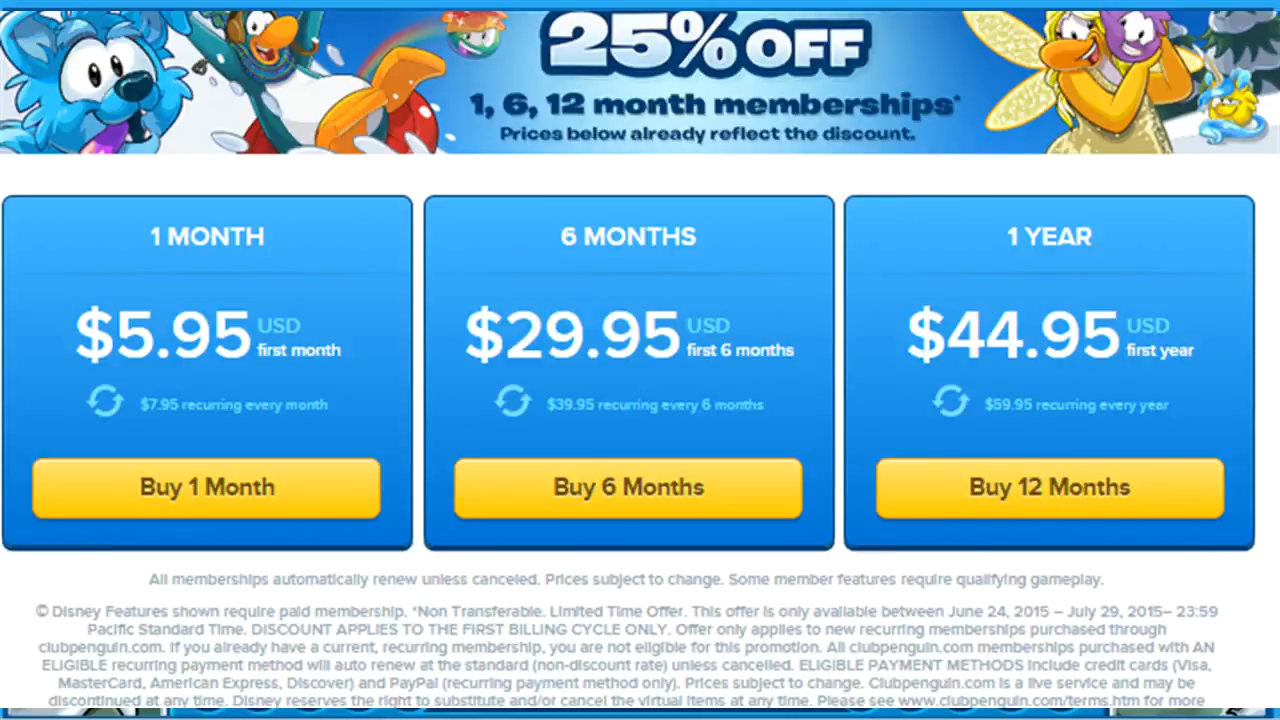 25% OFF
1, 6, 12 month memberships*
Prices below already reflect the discount.
1 MONTH
$5.95 USD
first month
$7.95 recurring every month
Buy 1 Month
6 MONTHS
$29.95 USD
first 6 months
$39.95 recurring every 6 months
Buy 6 Months
1 YEAR
$44.95 USD
first year
$59.95 recurring every year
Buy 12 Months
All memberships automatically renew unless canceled. Prices subject to change. Some member features require qualifying gameplay.
© Disney Features shown require paid membership. *Non Transferable. Limited Time Offer. This offer is only available between June 24, 2015 – July 29, 2015– 23:59
Pacific Standard Time. DISCOUNT APPLIES TO THE FIRST BILLING CYCLE ONLY. Offer only applies to new recurring memberships purchased through
clubpenguin.com. If you already have a current, recurring membership, you are not eligible for this promotion. All clubpenguin.com memberships purchased with AN
ELIGIBLE recurring payment method will auto renew at the standard (non-discount rate) unless cancelled. ELIGIBLE PAYMENT METHODS include credit cards (Visa,
MasterCard, American Express, Discover) and PayPal (recurring payment method only). Prices subject to change. Clubpenguin.com is a live service and may be
discontinued at any time. Disney reserves the right to substitute and/or cancel the virtual items at any time. Please see www.clubpenguin.com/terms.htm for more